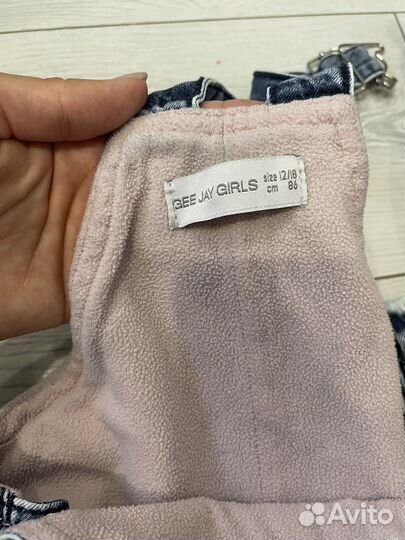 GEE JAY GIRLS size 12/18
cm 86
Avito